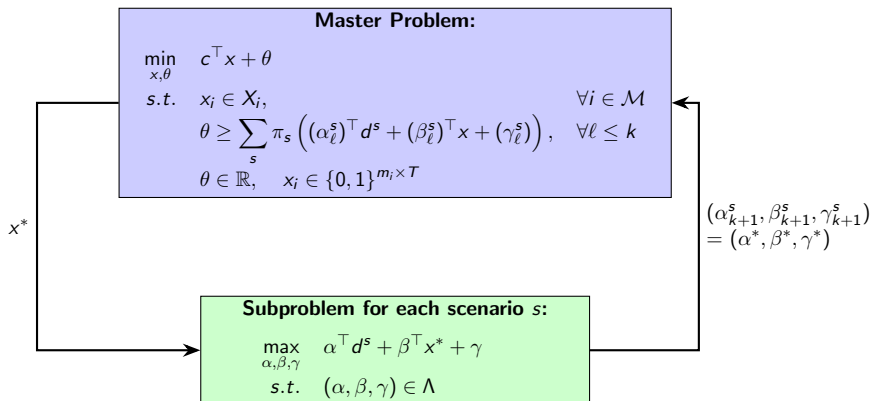 Master Problem:
min_{x,θ} c^⊤ x + θ
s.t. x_i ∈ X_i, ∀i ∈ ℳ
θ ≥ ∑_s π_s ((α_ℓ^s)^⊤ d^s + (β_ℓ^s)^⊤ x + (γ_ℓ^s)), ∀ℓ ≤ k
θ ∈ ℝ, x_i ∈ {0, 1}^{m_i×T}
x*
(α_{k+1}^s, β_{k+1}^s, γ_{k+1}^s)
= (α*, β*, γ*)
Subproblem for each scenario s:
max_{α,β,γ} α^⊤ d^s + β^⊤ x* + γ
s.t. (α, β, γ) ∈ Λ